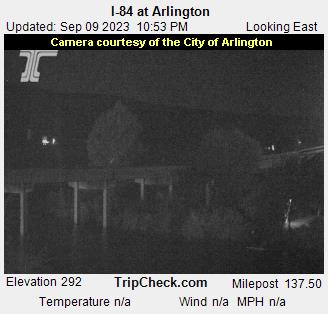 I-84 at Arlington
Updated: Sep 09 2023 10:53 PM Looking East
Camera courtesy of the City of Arlington
Elevation 292 TripCheck.com Milepost 137.50
Temperature n/a Wind n/a MPH n/a